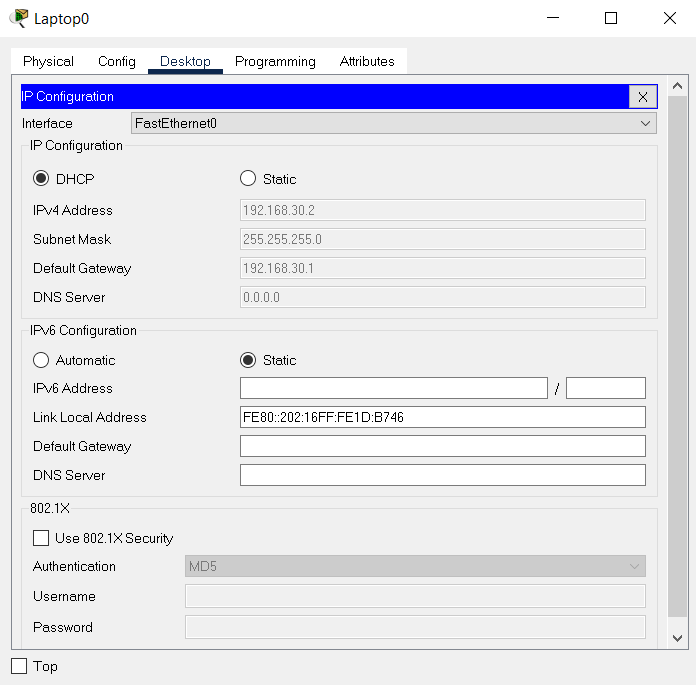 Laptop0
Physical Config Desktop Programming Attributes
IP Configuration X
Interface FastEthernet0
IP Configuration
DHCP Static
IPv4 Address 192.168.30.2
Subnet Mask 255.255.255.0
Default Gateway 192.168.30.1
DNS Server 0.0.0.0
IPv6 Configuration
Automatic Static
IPv6 Address /
Link Local Address FE80::202:16FF:FE1D:B746
Default Gateway
DNS Server
802.1X
Use 802.1X Security
Authentication MD5
Username
Password
Top